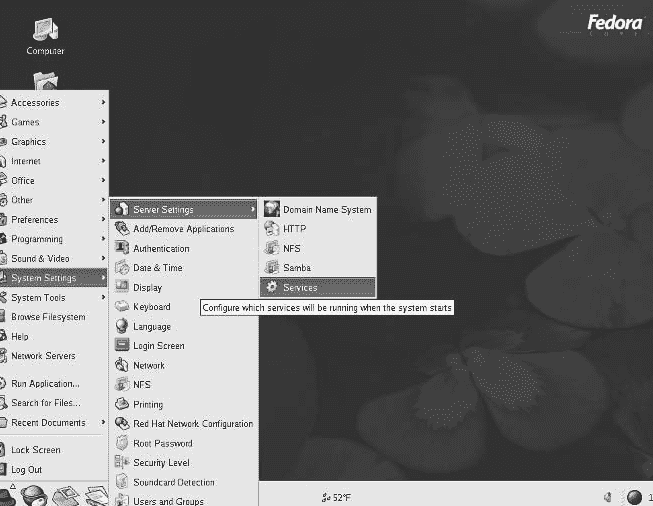 Fedora
CORE
Computer
Accessories
Games
Graphics
Internet
Office
Other
Preferences
Programming
Sound & Video
System Settings
System Tools
Browse Filesystem
Help
Network Servers
Run Application...
Search for Files...
Recent Documents
Lock Screen
Log Out
Server Settings
Add/Remove Applications
Authentication
Date & Time
Display
Keyboard
Language
Login Screen
Network
NFS
Printing
Red Hat Network Configuration
Root Password
Security Level
Soundcard Detection
Users and Groups
Domain Name System
HTTP
NFS
Samba
Services
Configure which services will be running when the system starts
52°F
1